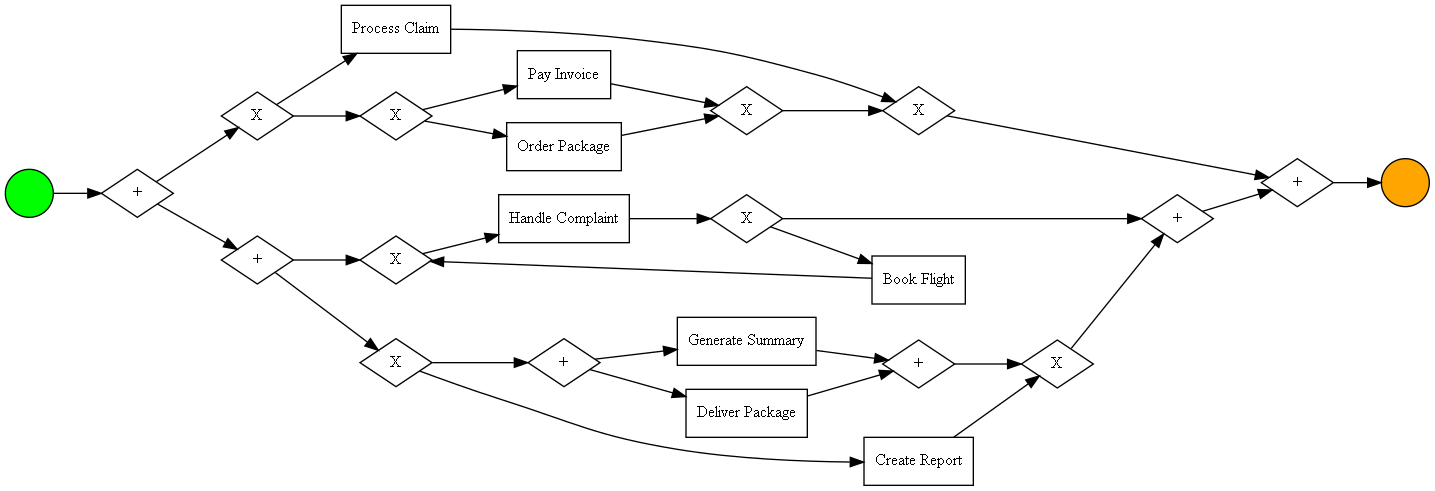 Process Claim
Pay Invoice
X
X
X
X
Order Package
+
+
Handle Complaint
X
+
+
X
Book Flight
Generate Summary
X
+
+
X
Deliver Package
Create Report